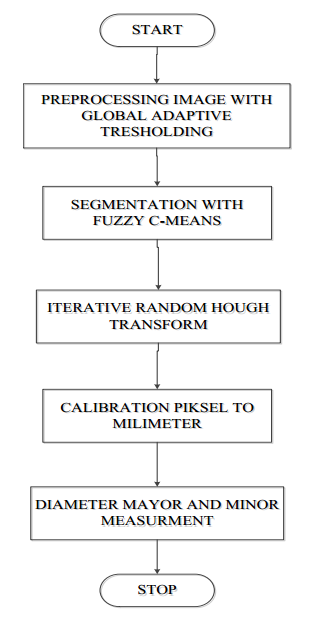 START
PREPROCESSING IMAGE WITH
GLOBAL ADAPTIVE
TRESHOLDING
SEGMENTATION WITH
FUZZY C-MEANS
ITERATIVE RANDOM HOUGH
TRANSFORM
CALIBRATION PIKSEL TO
MILIMETER
DIAMETER MAYOR AND MINOR
MEASURMENT
STOP